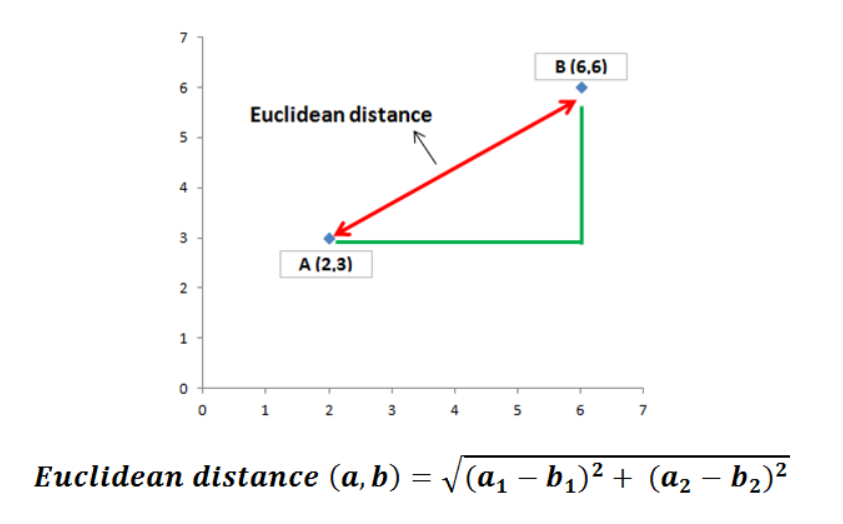 7
B (6,6)
6
Euclidean distance
5
4
3
A (2,3)
2
1
0
0 1 2 3 4 5 6 7
Euclidean distance (a, b) = √(a₁ − b₁)² + (a₂ − b₂)²